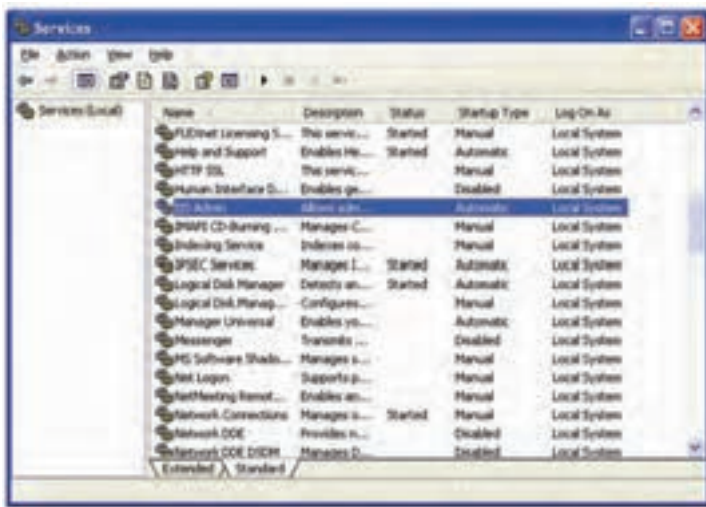 Services
File Action View Help
Services (Local)
Name Description Status Startup Type Log On As
FLEXnet Licensing S... This servic... Started Manual Local System
Help and Support Enables He... Started Automatic Local System
HTTP SSL This servic... Manual Local System
Human Interface D... Enables ge... Disabled Local System
IIS Admin Allows adm... Automatic Local System
IMAPI CD-Burning ... Manages C... Manual Local System
Indexing Service Indexes co... Manual Local System
IPSEC Services Manages I... Started Automatic Local System
Logical Disk Manager Detects an... Started Automatic Local System
Logical Disk Manag... Configures... Manual Local System
Manager Universal Enables yo... Automatic Local System
Messenger Transmits ... Disabled Local System
MS Software Shado... Manages s... Manual Local System
Net Logon Supports p... Manual Local System
NetMeeting Remot... Enables an... Manual Local System
Network Connections Manages o... Started Manual Local System
Network DDE Provides n... Disabled Local System
Network DDE DSDM Manages D... Disabled Local System
Extended Standard